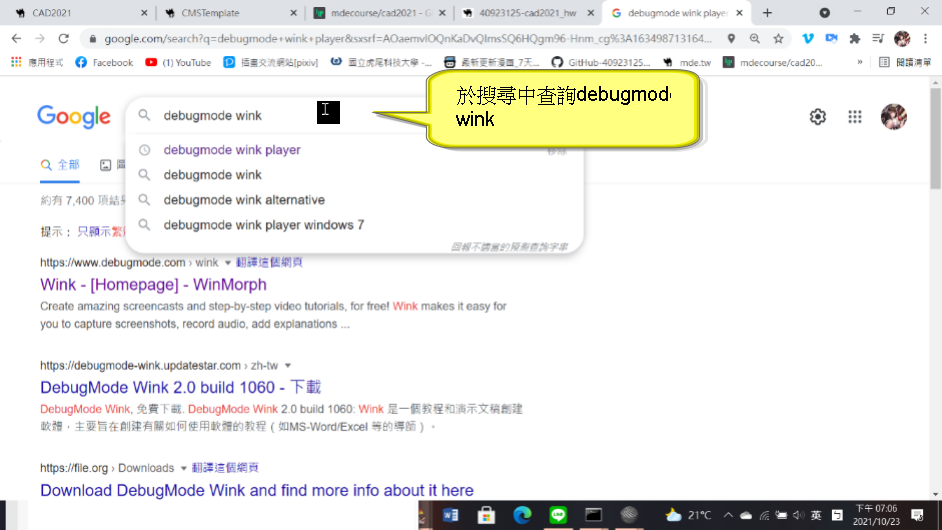 CAD2021
CMSTemplate
mdecourse/cad2021 - G
40923125-cad2021_hw
debugmode wink playe
google.com/search?q=debugmode+wink+player&sxsrf=AOaemvIOQnKaDvQImsSQ6HQgm96-Hnm_cg%3A163498713164...
應用程式
Facebook
(1) YouTube
插畫交流網站[pixiv]
國立虎尾科技大學 -...
最新更新漫畫_7天...
GitHub-40923125...
mde.tw
mdecourse/cad20...
»
閱讀清單
Google
debugmode wink
於搜尋中查詢debugmod
wink
debugmode wink player
移除
debugmode wink
debugmode wink alternative
debugmode wink player windows 7
回報不適當的預測查詢字串
全部
約有 7,400 項結果
提示： 只顯示繁
https://www.debugmode.com › wink 翻譯這個網頁
Wink - [Homepage] - WinMorph
Create amazing screencasts and step-by-step video tutorials, for free! Wink makes it easy for
you to capture screenshots, record audio, add explanations ...
https://debugmode-wink.updatestar.com › zh-tw
DebugMode Wink 2.0 build 1060 - 下載
DebugMode Wink, 免費下載. DebugMode Wink 2.0 build 1060: Wink 是一個教程和演示文稿創建
軟體，主要旨在創建有關如何使用軟體的教程（如MS-Word/Excel 等的導師）。
https://file.org › Downloads 翻譯這個網頁
Download DebugMode Wink and find more info about it here
21°C
英
下午 07:06
2021/10/23